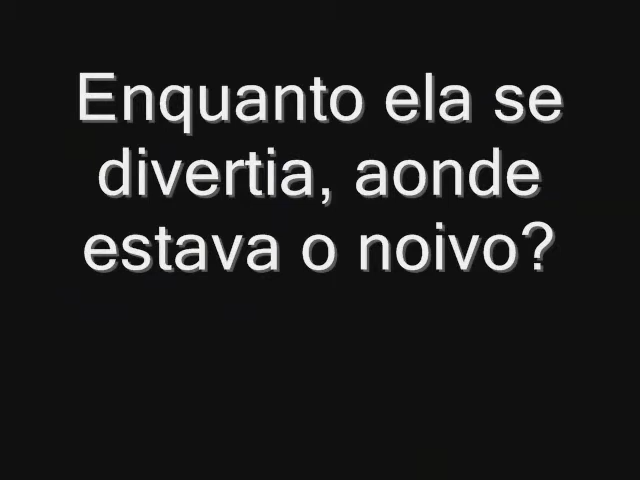 Enquanto ela se
divertia, aonde
estava o noivo?